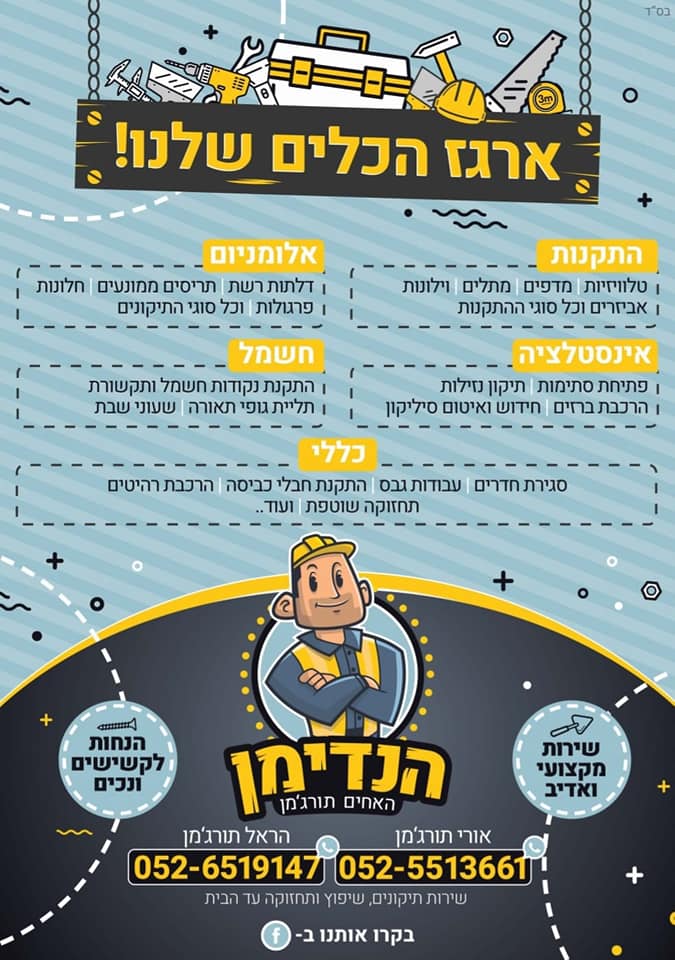 בס"ד
3m
ארגז הכלים שלנו!
התקנות
טלוויזיות | מדפים | מתלים | וילונות
אביזרים וכל סוגי ההתקנות
אלומניום
דלתות רשת | תריסים ממונעים | חלונות
פרגולות | וכל סוגי התיקונים
אינסטלציה
פתיחת סתימות | תיקון נזילות
הרכבת ברזים | חידוש ואיטום סיליקון
חשמל
התקנת נקודות חשמל ותקשורת
תליית גופי תאורה | שעוני שבת
כללי
סגירת חדרים | עבודות גבס | התקנת חבלי כביסה | הרכבת רהיטים
תחזוקה שוטפת | ועוד..
שירות
מקצועי
ואדיב
הנחות
לקשישים
ונכים
הנדימן
האחים תורג'מן
אורי תורג'מן
052-5513661
הראל תורג'מן
052-6519147
שירות תיקונים, שיפוץ ותחזוקה עד הבית
בקרו אותנו ב- f